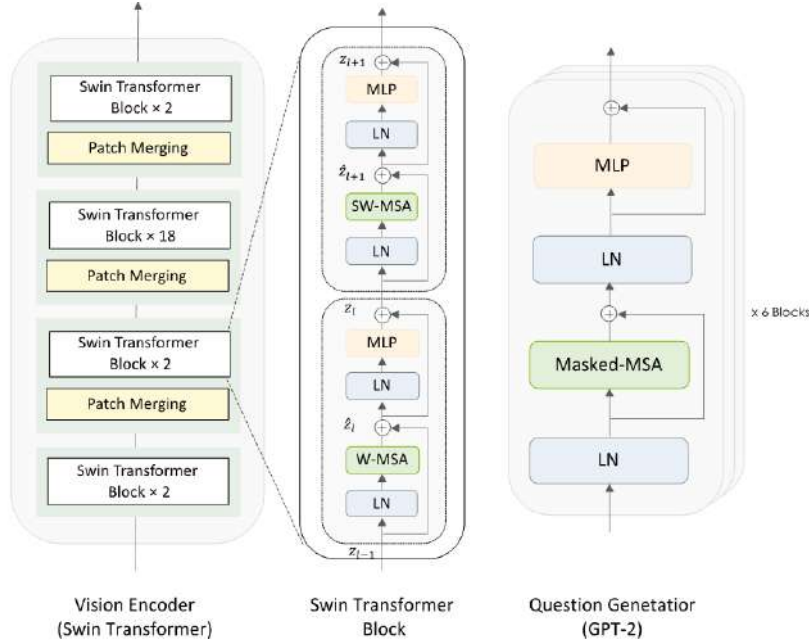 Swin Transformer
Block × 2
Patch Merging
Swin Transformer
Block × 18
Patch Merging
Swin Transformer
Block × 2
Patch Merging
Swin Transformer
Block × 2
Vision Encoder
(Swin Transformer)
z_{l+1}
MLP
LN
ẑ_{l+1}
SW-MSA
LN
z_l
MLP
LN
ẑ_l
W-MSA
LN
z_{l−1}
Swin Transformer
Block
MLP
LN
Masked-MSA
LN
x 6 Blocks
Question Genetatior
(GPT-2)